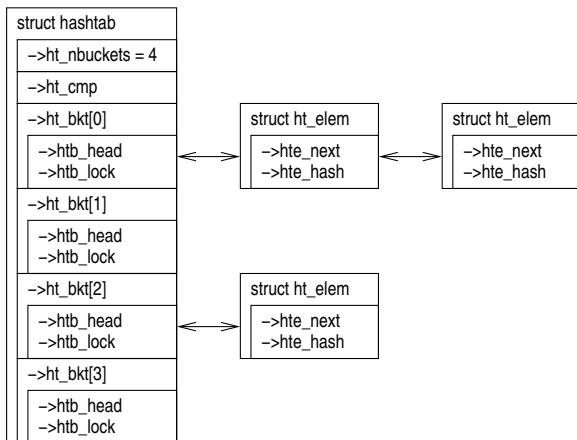 struct hashtab
−>ht_nbuckets = 4
−>ht_cmp
−>ht_bkt[0]
−>htb_head
−>htb_lock
struct ht_elem
−>hte_next
−>hte_hash
struct ht_elem
−>hte_next
−>hte_hash
−>ht_bkt[1]
−>htb_head
−>htb_lock
−>ht_bkt[2]
−>htb_head
−>htb_lock
struct ht_elem
−>hte_next
−>hte_hash
−>ht_bkt[3]
−>htb_head
−>htb_lock